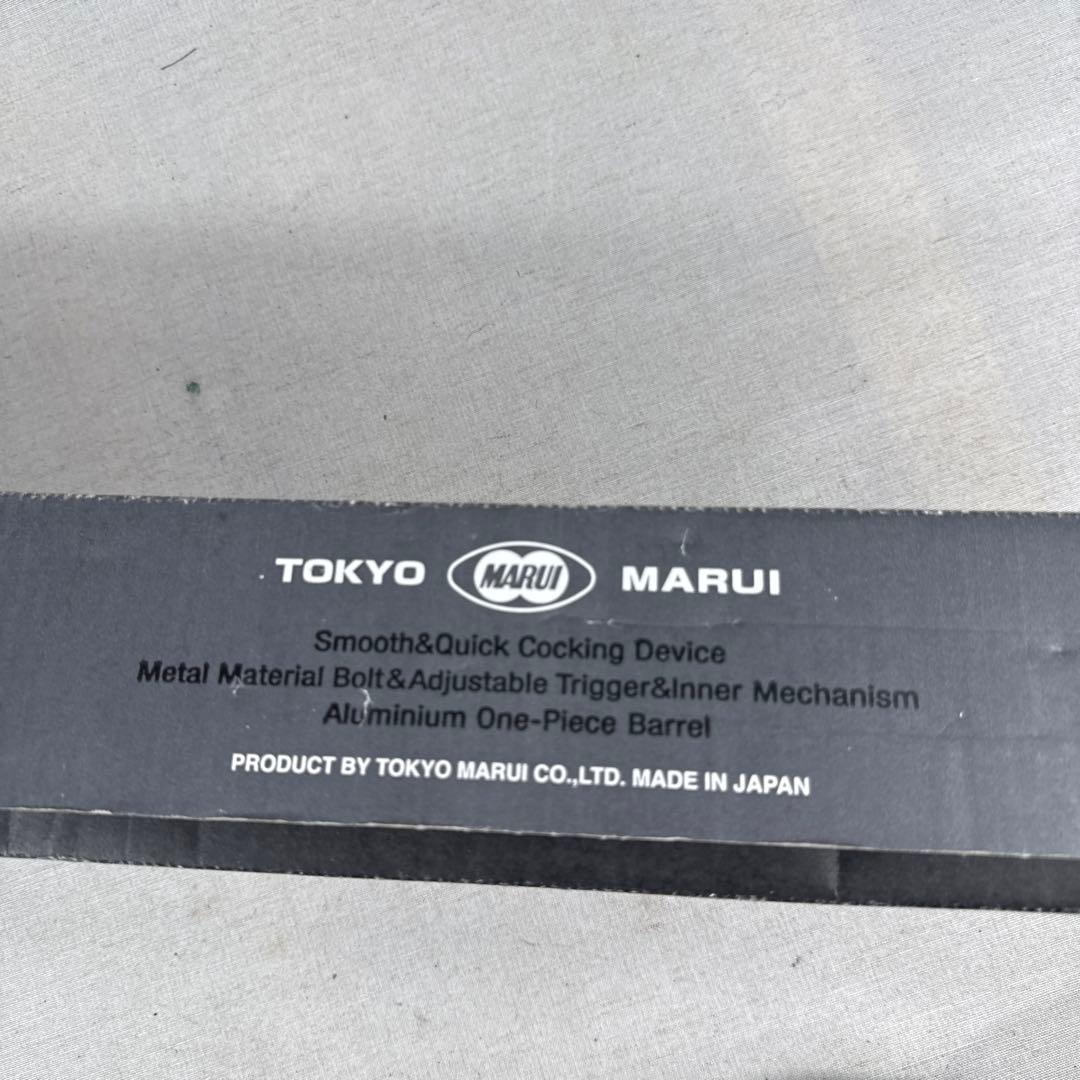 TOKYO MARUI MARUI
Smooth&Quick Cocking Device
Metal Material Bolt&Adjustable Trigger&Inner Mechanism
Aluminium One-Piece Barrel
PRODUCT BY TOKYO MARUI CO.,LTD. MADE IN JAPAN